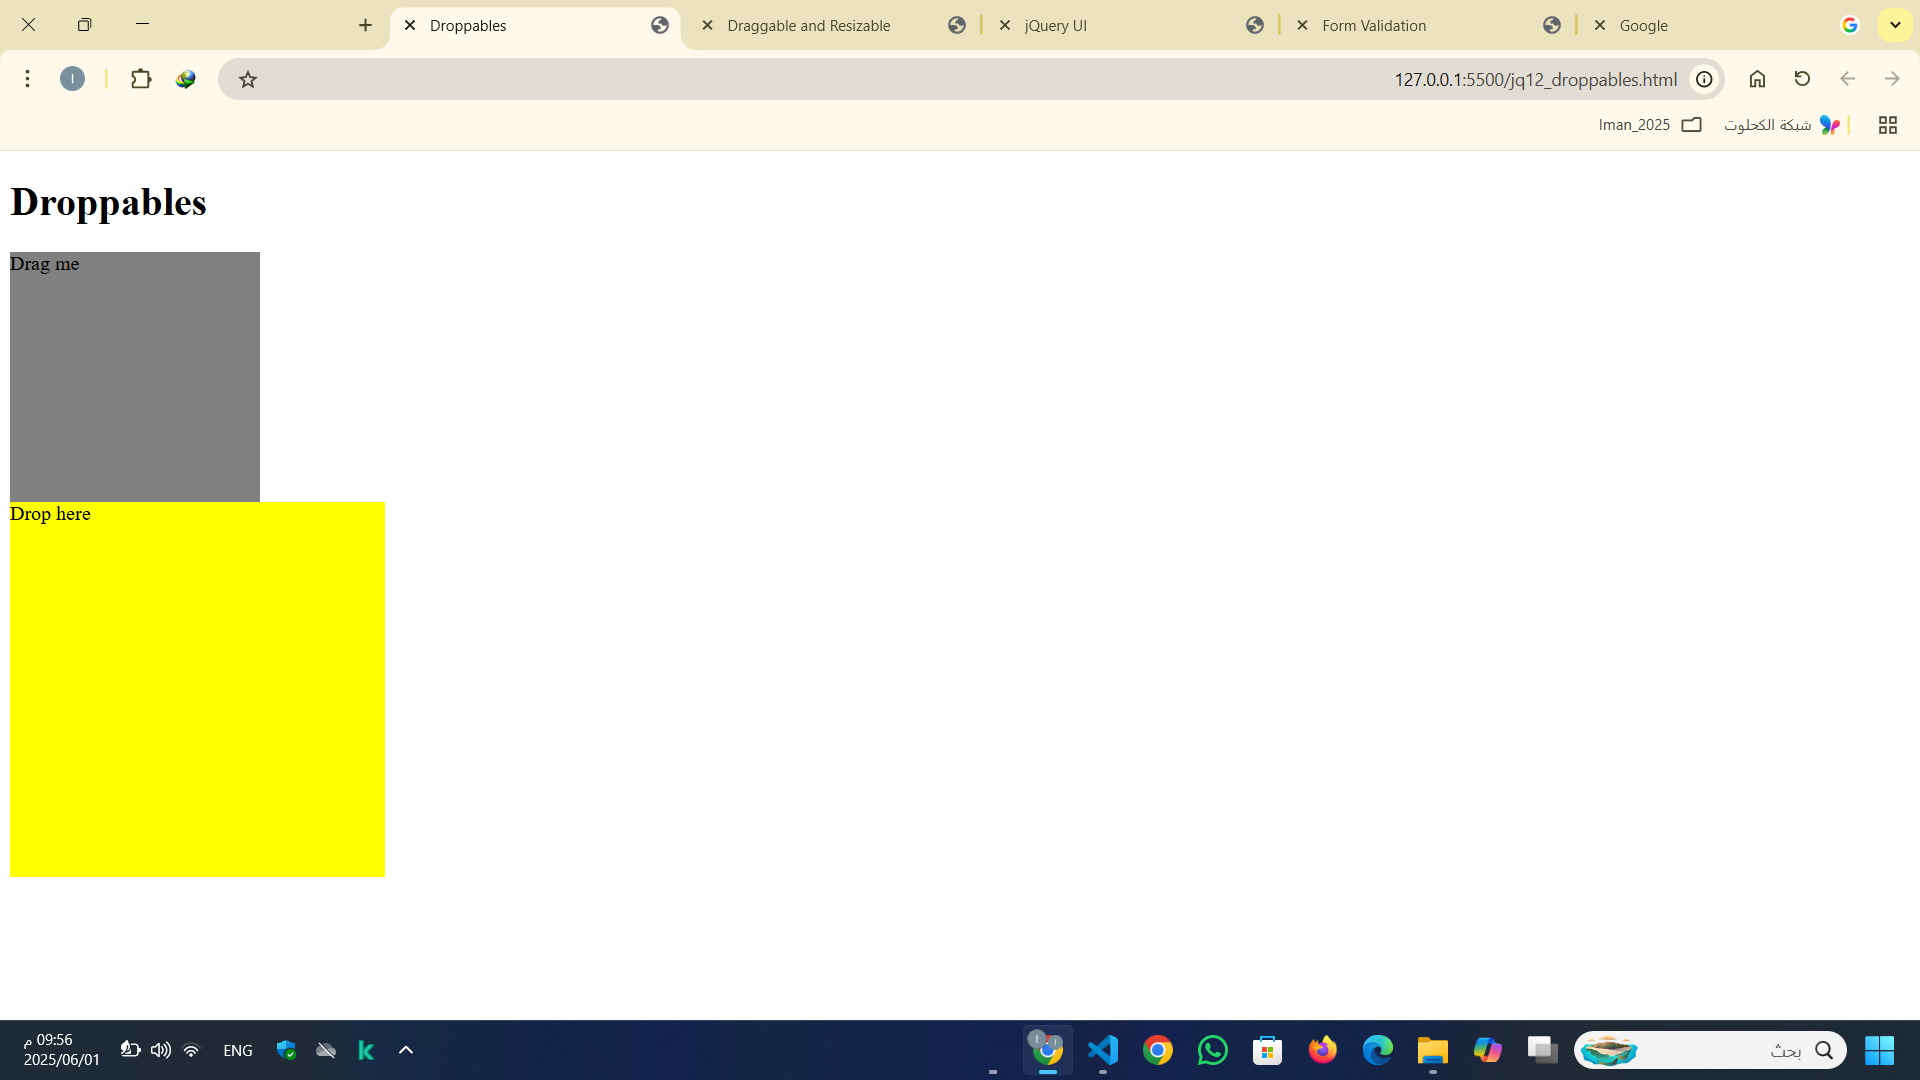 Droppables
Draggable and Resizable
jQuery UI
Form Validation
Google
I
127.0.0.1:5500/jq12_droppables.html
Iman_2025
شبكة الكحلوت
Droppables
Drag me
Drop here
09:56 م
2025/06/01
ENG
بحث